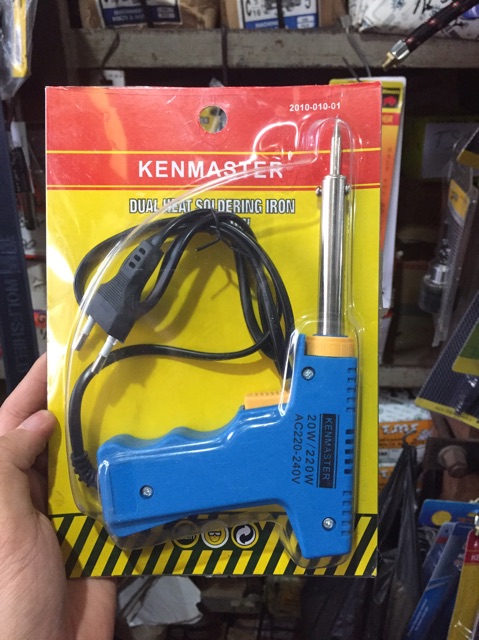 2010-010-01
KENMASTER
DUAL HEAT SOLDERING IRON
KENMASTER
20W/220W
AC220-240V